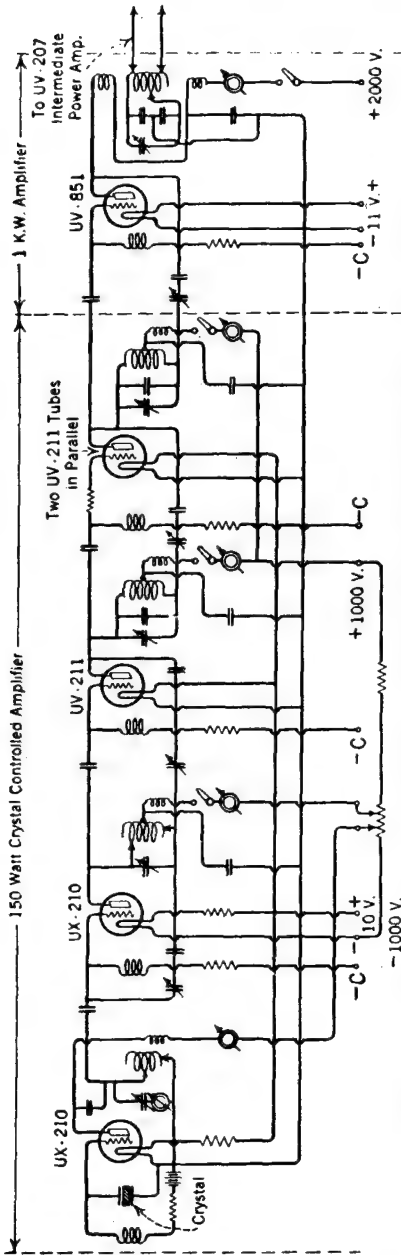 150 Watt Crystal Controlled Amplifier
1 K.W. Amplifier
To UV-207
Intermediate
Power Amp.
UX-210
UX-210
UV-211
Two UV-211 Tubes
in Parallel
UV-851
Crystal
-C
- +
10 V.
-1000 V.
-C
+1000 V.
-C
-C
-11 V.+
+2000 V.